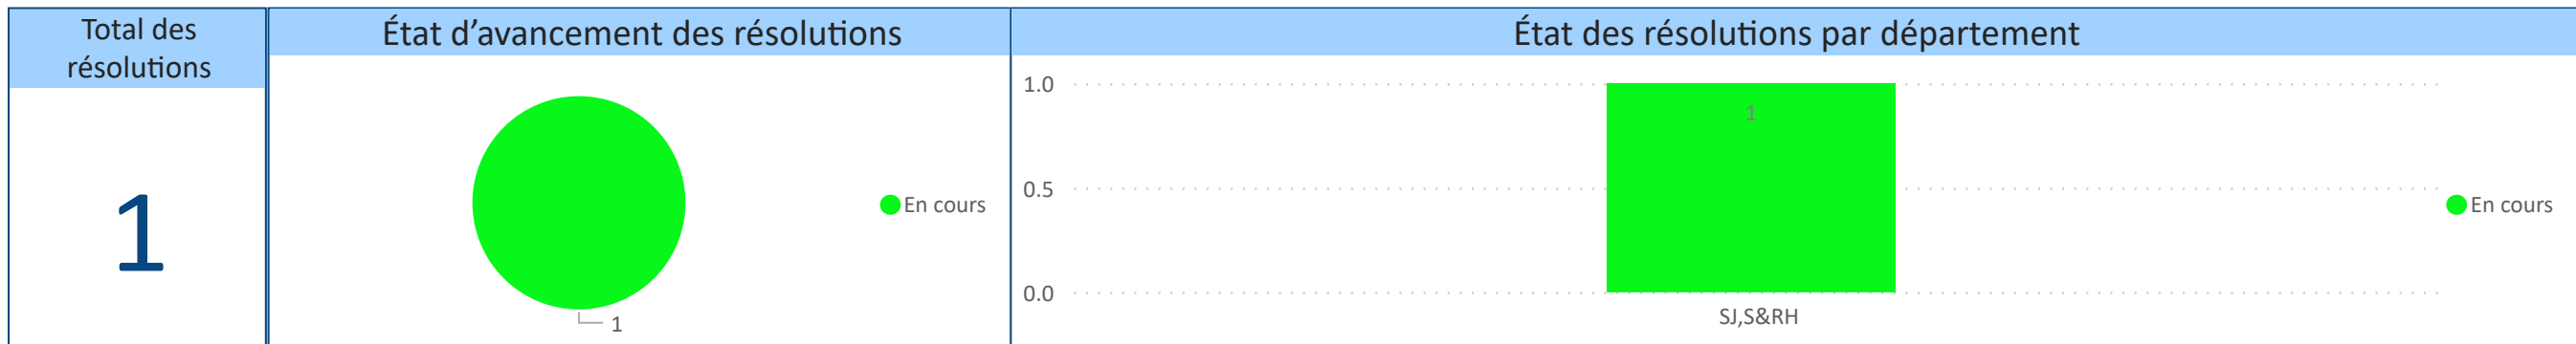 Total des
résolutions
1
État d’avancement des résolutions
1
En cours
État des résolutions par département
1.0
0.5
0.0
1
SJ,S&RH
En cours